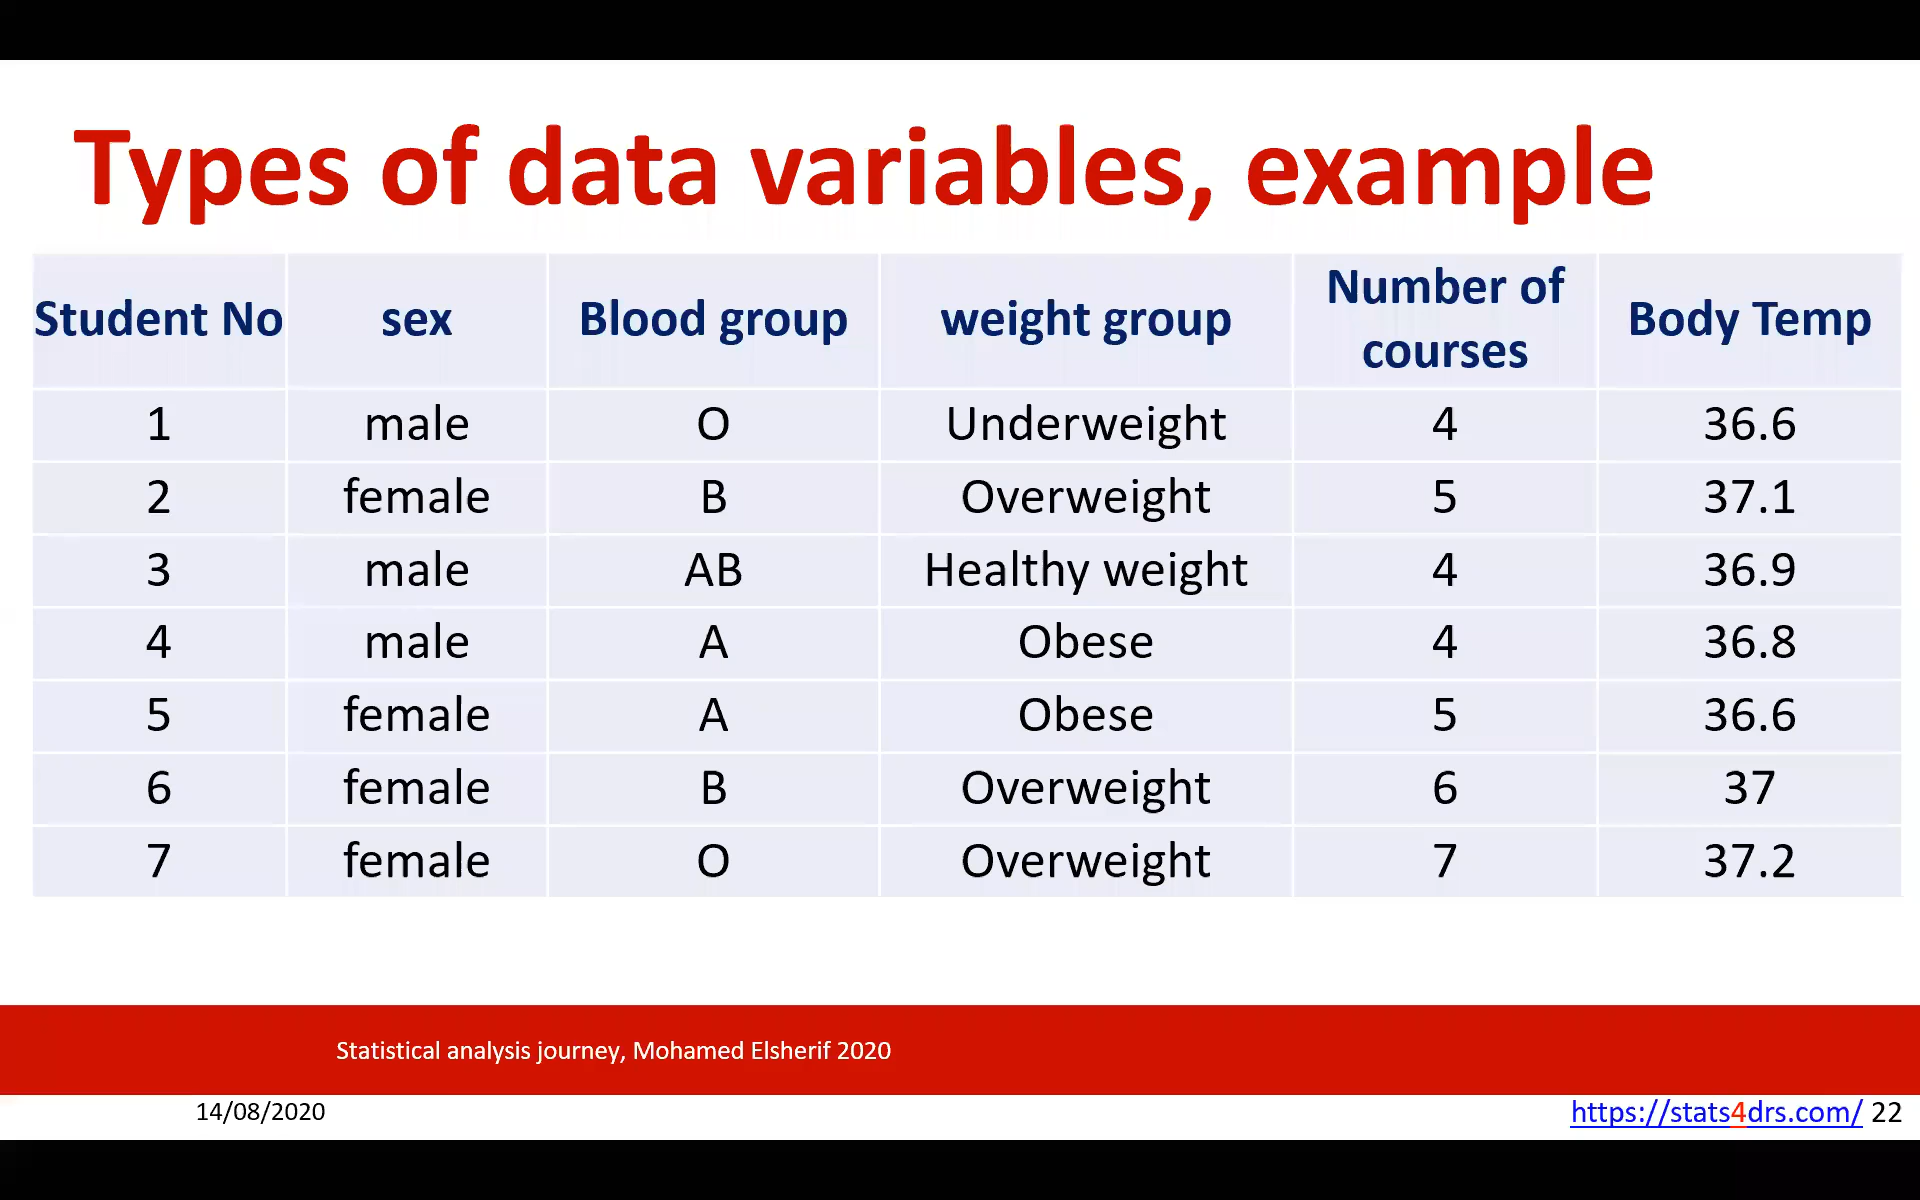 Types of data variables, example
Student No sex Blood group weight group Number of courses Body Temp
1 male O Underweight 4 36.6
2 female B Overweight 5 37.1
3 male AB Healthy weight 4 36.9
4 male A Obese 4 36.8
5 female A Obese 5 36.6
6 female B Overweight 6 37
7 female O Overweight 7 37.2
Statistical analysis journey, Mohamed Elsherif 2020
14/08/2020 https://stats4drs.com/ 22